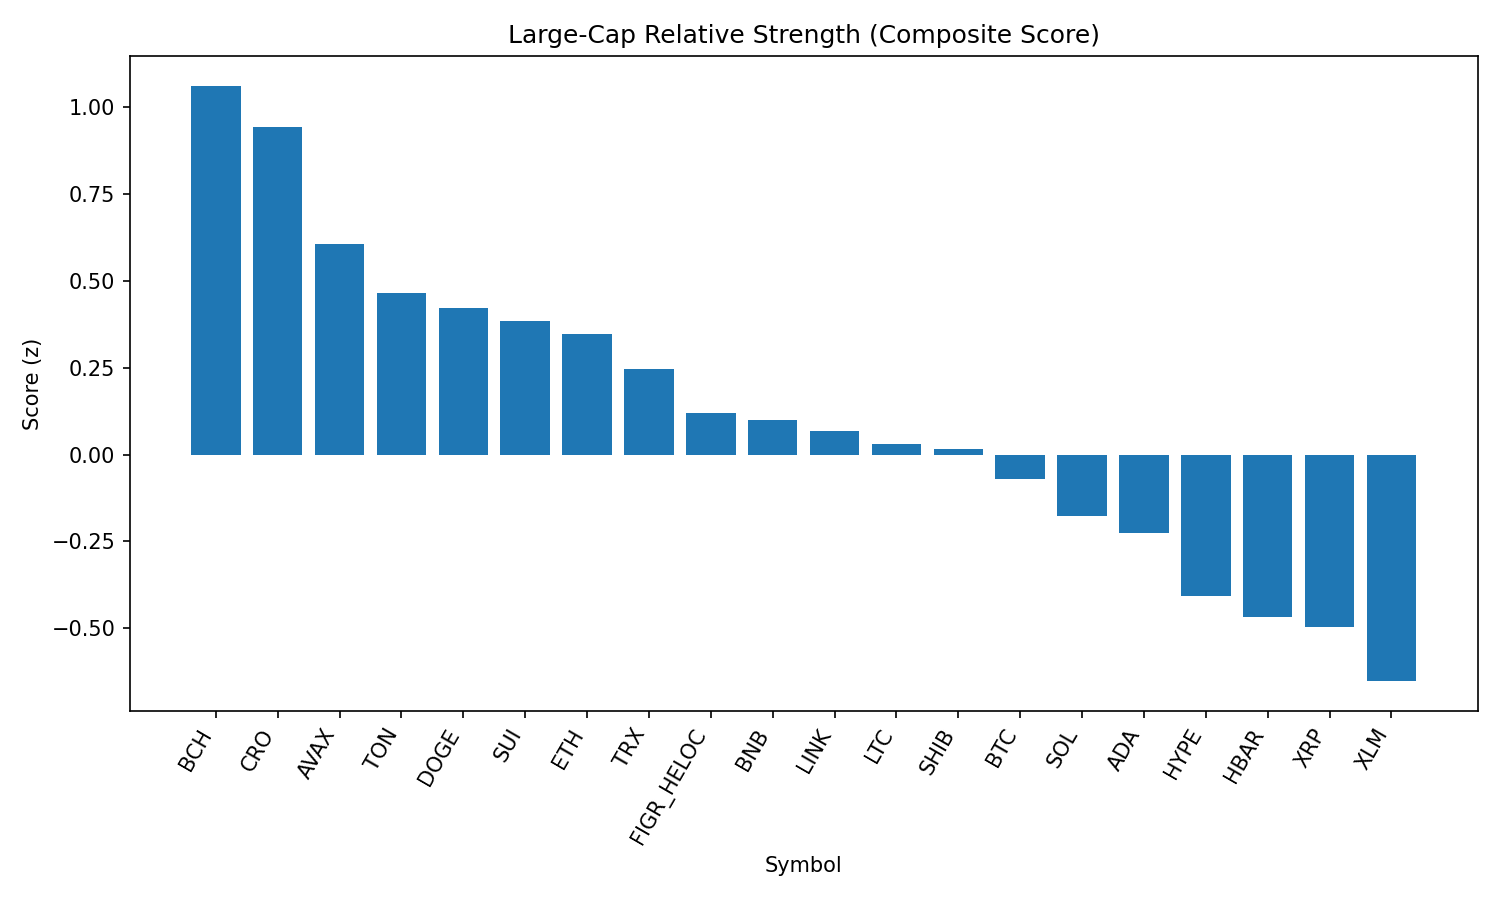 Large-Cap Relative Strength (Composite Score)
1.00
0.75
0.50
0.25
0.00
−0.25
−0.50
Score (z)
BCH
CRO
AVAX
TON
DOGE
SUI
ETH
TRX
FIGR_HELOC
BNB
LINK
LTC
SHIB
BTC
SOL
ADA
HYPE
HBAR
XRP
XLM
Symbol